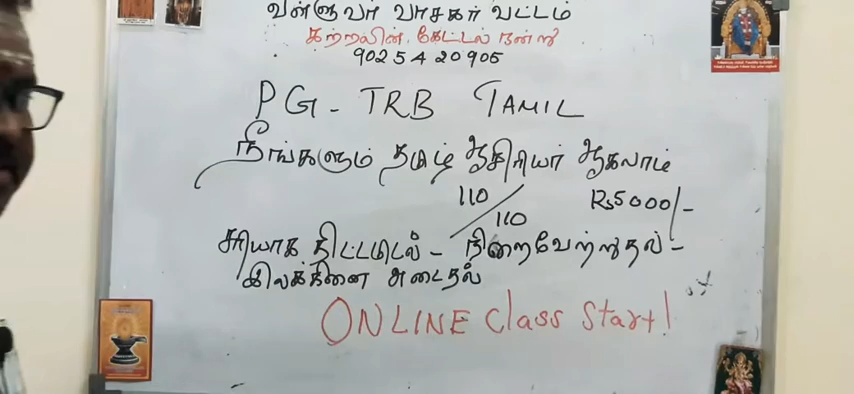 வள்ளுவர் வாசகர் வட்டம்
கற்றலின் கேட்டல் நன்று
9025420905
PG - TRB TAMIL
நீங்களும் தமிழ் ஆசிரியர் ஆகலாம்
110/110 Rs5000/-
சரியாக திட்டமிடல் - நிறைவேற்றுதல் -
இலக்கினை அடைதல்
ONLINE Class Start!